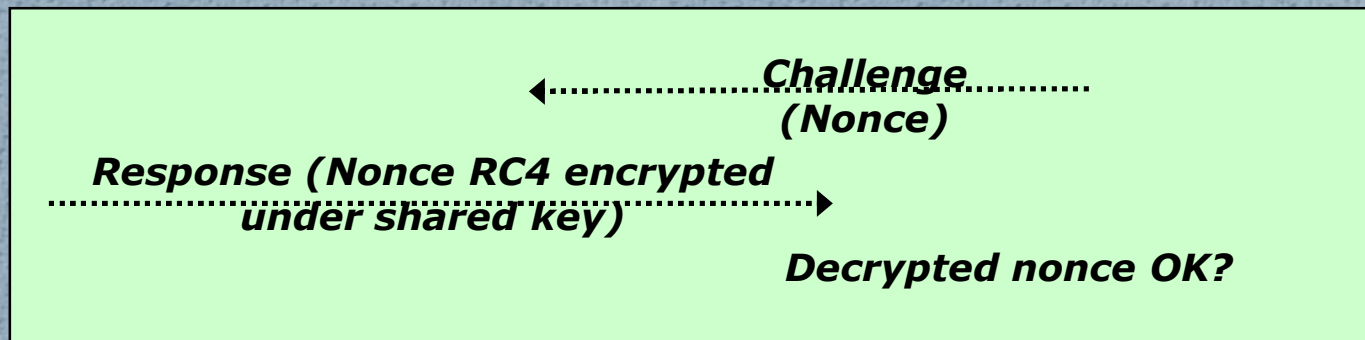 Challenge
(Nonce)
Response (Nonce RC4 encrypted
under shared key)
Decrypted nonce OK?